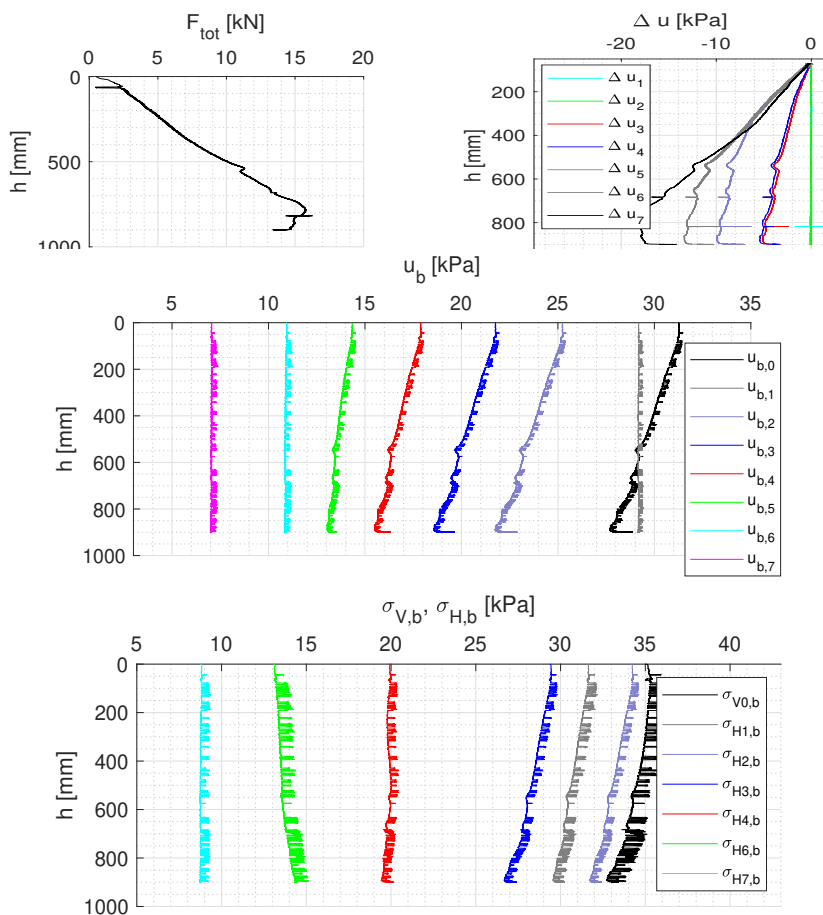 F_tot [kN]
0 5 10 15 20
0
500
1000
h [mm]
Δ u [kPa]
-20 -10 0
200
400
600
800
h [mm]
Δ u_1
Δ u_2
Δ u_3
Δ u_4
Δ u_5
Δ u_6
Δ u_7
u_b [kPa]
5 10 15 20 25 30 35
0
200
400
600
800
1000
h [mm]
u_b,0
u_b,1
u_b,2
u_b,3
u_b,4
u_b,5
u_b,6
u_b,7
σ_V,b, σ_H,b [kPa]
5 10 15 20 25 30 35 40
0
200
400
600
800
1000
h [mm]
σ_V0,b
σ_H1,b
σ_H2,b
σ_H3,b
σ_H4,b
σ_H6,b
σ_H7,b